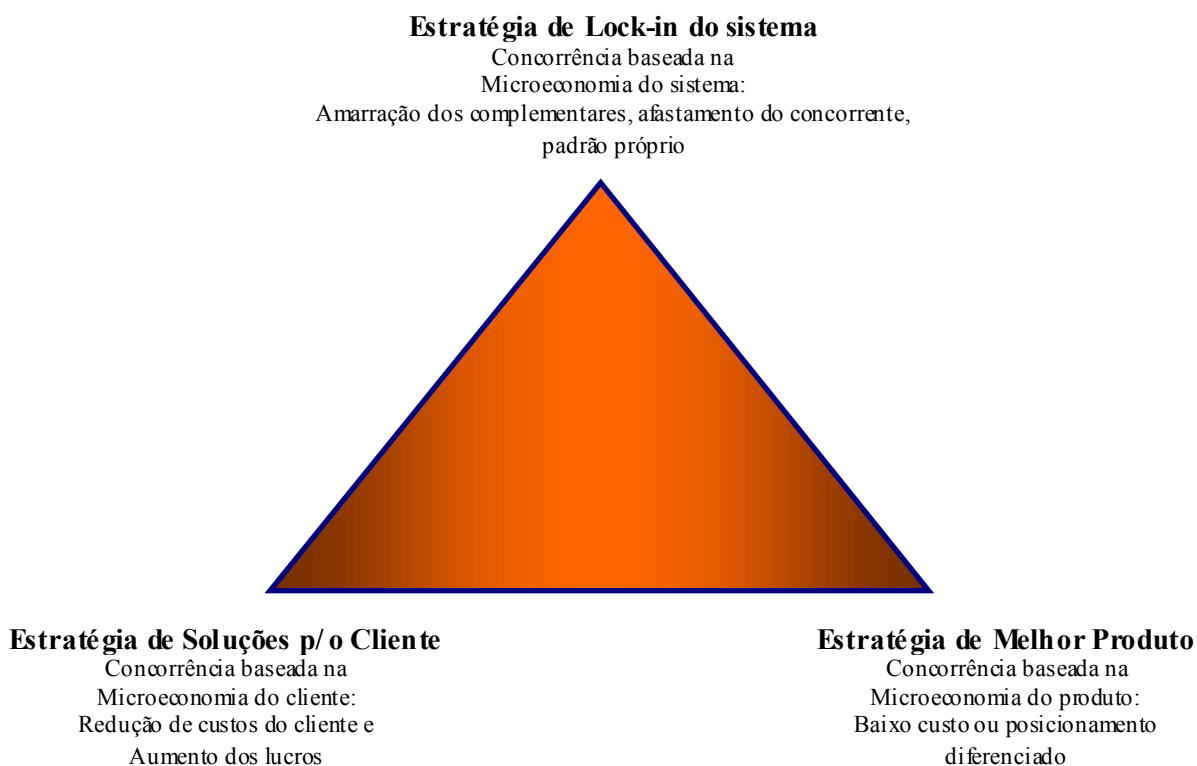 Estratégia de Lock-in do sistema
Concorrência baseada na
Microeconomia do sistema:
Amarração dos complementares, afastamento do concorrente,
padrão próprio
Estratégia de Soluções p/ o Cliente
Concorrência baseada na
Microeconomia do cliente:
Redução de custos do cliente e
Aumento dos lucros
Estratégia de Melhor Produto
Concorrência baseada na
Microeconomia do produto:
Baixo custo ou posicionamento
diferenciado